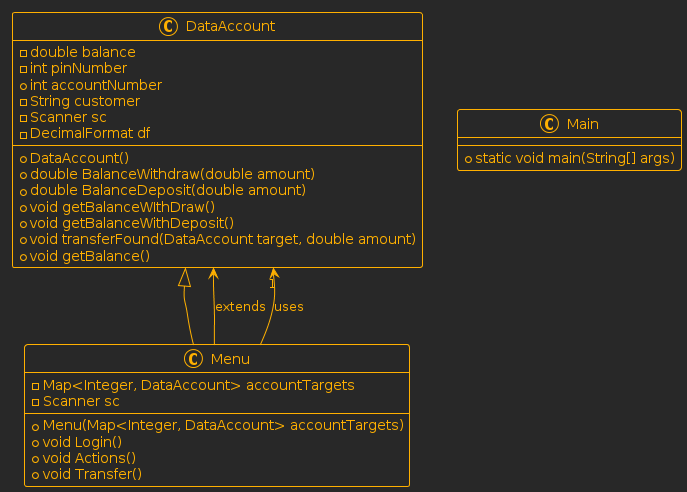 C DataAccount
double balance
int pinNumber
int accountNumber
String customer
Scanner sc
DecimalFormat df
DataAccount()
double BalanceWithdraw(double amount)
double BalanceDeposit(double amount)
void getBalanceWIthDraw()
void getBalanceWithDeposit()
void transferFound(DataAccount target, double amount)
void getBalance()
C Main
static void main(String[] args)
1
extends
uses
C Menu
Map<Integer, DataAccount> accountTargets
Scanner sc
Menu(Map<Integer, DataAccount> accountTargets)
void Login()
void Actions()
void Transfer()